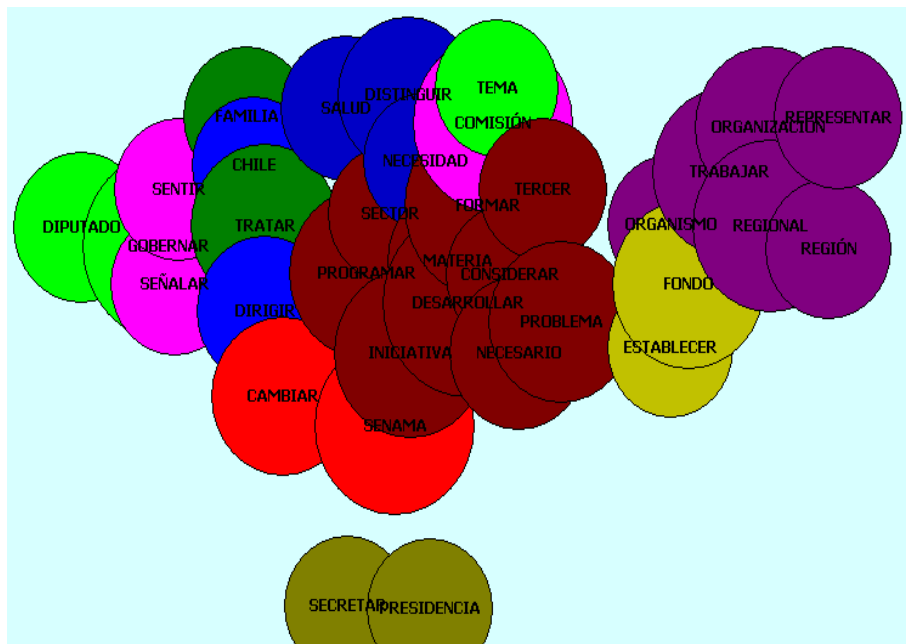 TEMA
DISTINGUIR
SALUD
FAMILIA
COMISIÓN
REPRESENTAR
ORGANIZACIÓN
NECESIDAD
CHILE
TRABAJAR
SENTIR
TERCER
FORMAR
SECTOR
DIPUTADO
TRATAR
ORGANISMO
REGIONAL
GOBERNAR
REGIÓN
MATERIA
PROGRAMAR
CONSIDERAR
SEÑALAR
FONDO
DESARROLLAR
DIRIGIR
PROBLEMA
ESTABLECER
INICIATIVA
NECESARIO
CAMBIAR
SENAMA
SECRETAR
PRESIDENCIA